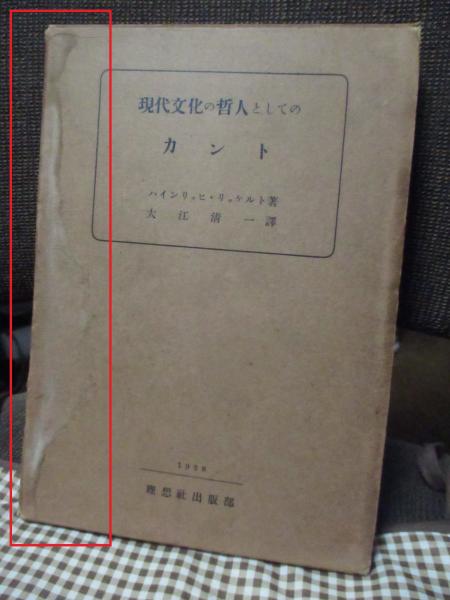 現代文化の哲人としての
カント
ハインリッヒ・リッケルト著
大江清一譯
1928
理想社出版部